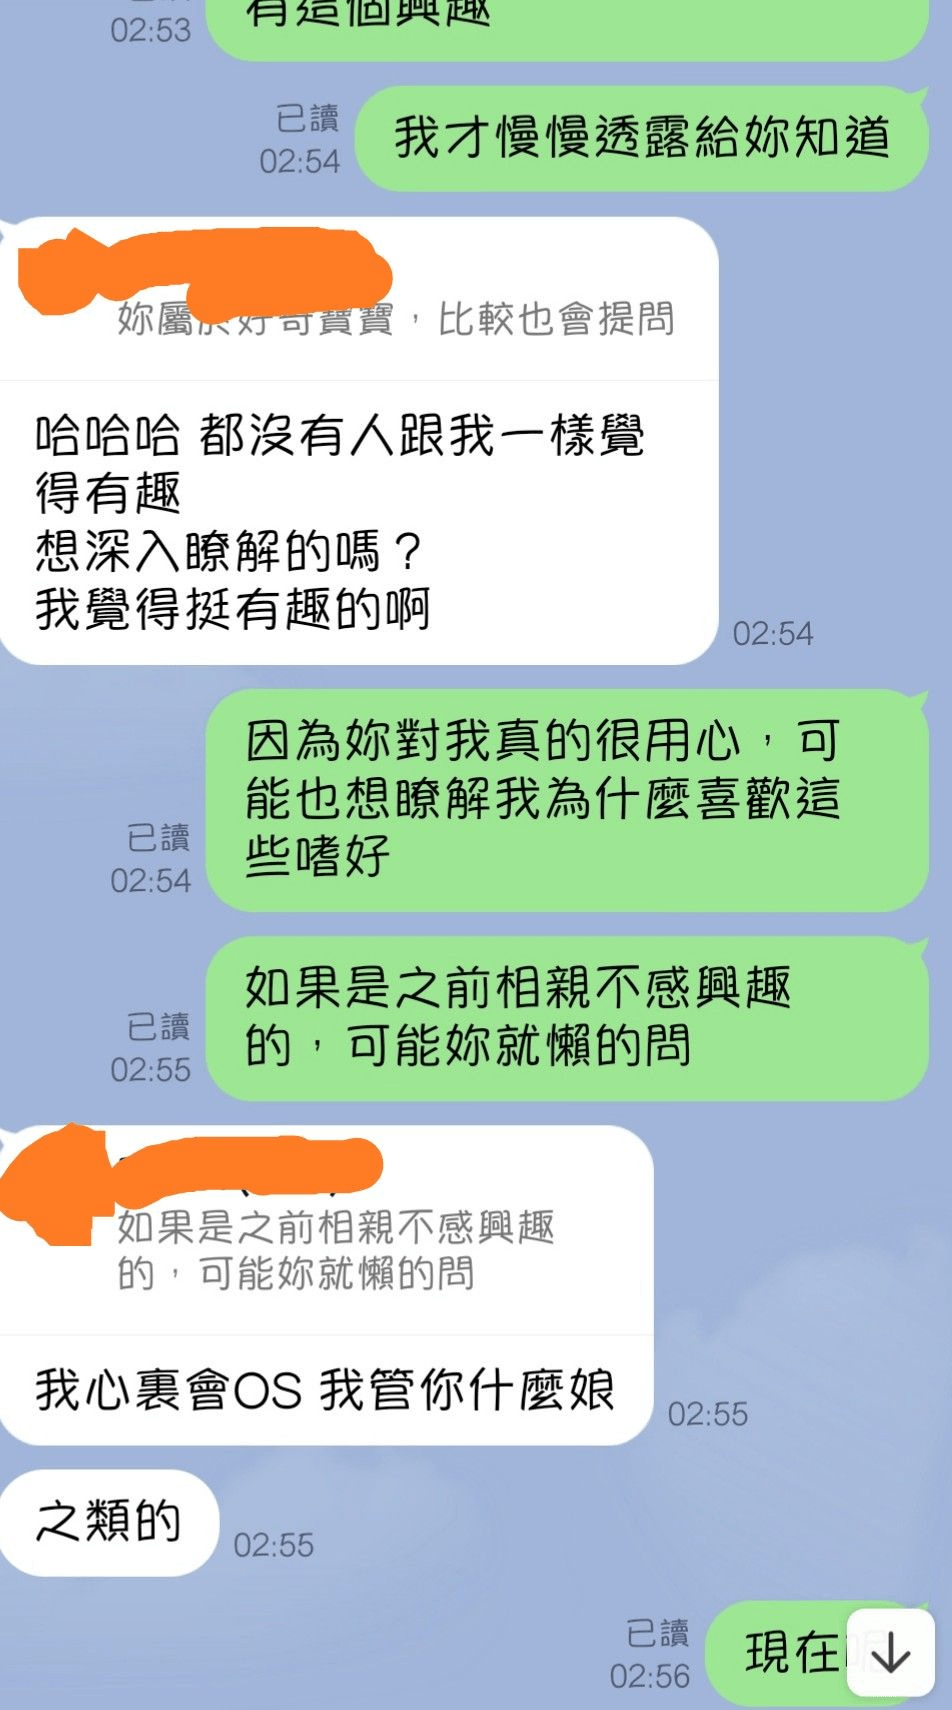 有這個興趣
02:53
已讀
02:54
我才慢慢透露給妳知道
妳屬於好奇寶寶，比較也會提問
哈哈哈 都沒有人跟我一樣覺
得有趣
想深入瞭解的嗎？
我覺得挺有趣的啊
02:54
因為妳對我真的很用心，可
能也想瞭解我為什麼喜歡這
些嗜好
已讀
02:54
如果是之前相親不感興趣
的，可能妳就懶的問
已讀
02:55
如果是之前相親不感興趣
的，可能妳就懶的問
我心裏會OS 我管你什麼娘
02:55
之類的
02:55
已讀
02:56
現在呢